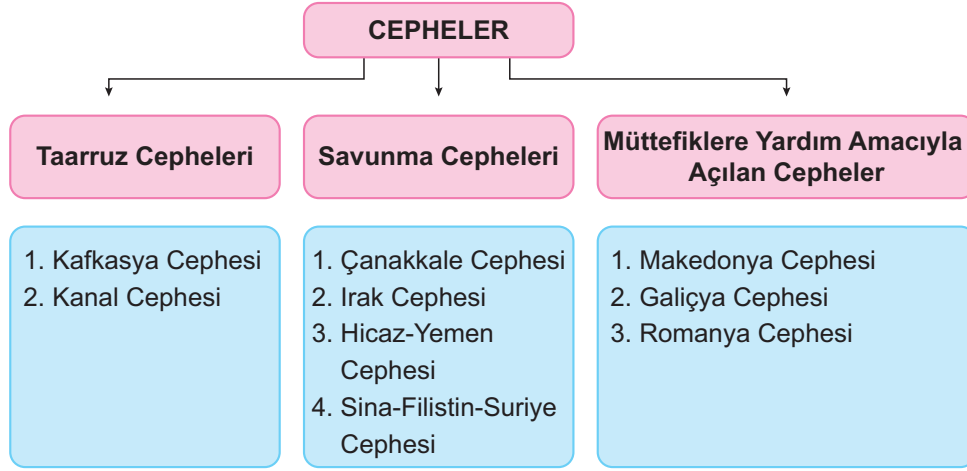 CEPHELER
Taarruz Cepheleri
Savunma Cepheleri
Müttefiklere Yardım Amacıyla
Açılan Cepheler
1. Kafkasya Cephesi
2. Kanal Cephesi
1. Çanakkale Cephesi
2. Irak Cephesi
3. Hicaz-Yemen
Cephesi
4. Sina-Filistin-Suriye
Cephesi
1. Makedonya Cephesi
2. Galiçya Cephesi
3. Romanya Cephesi